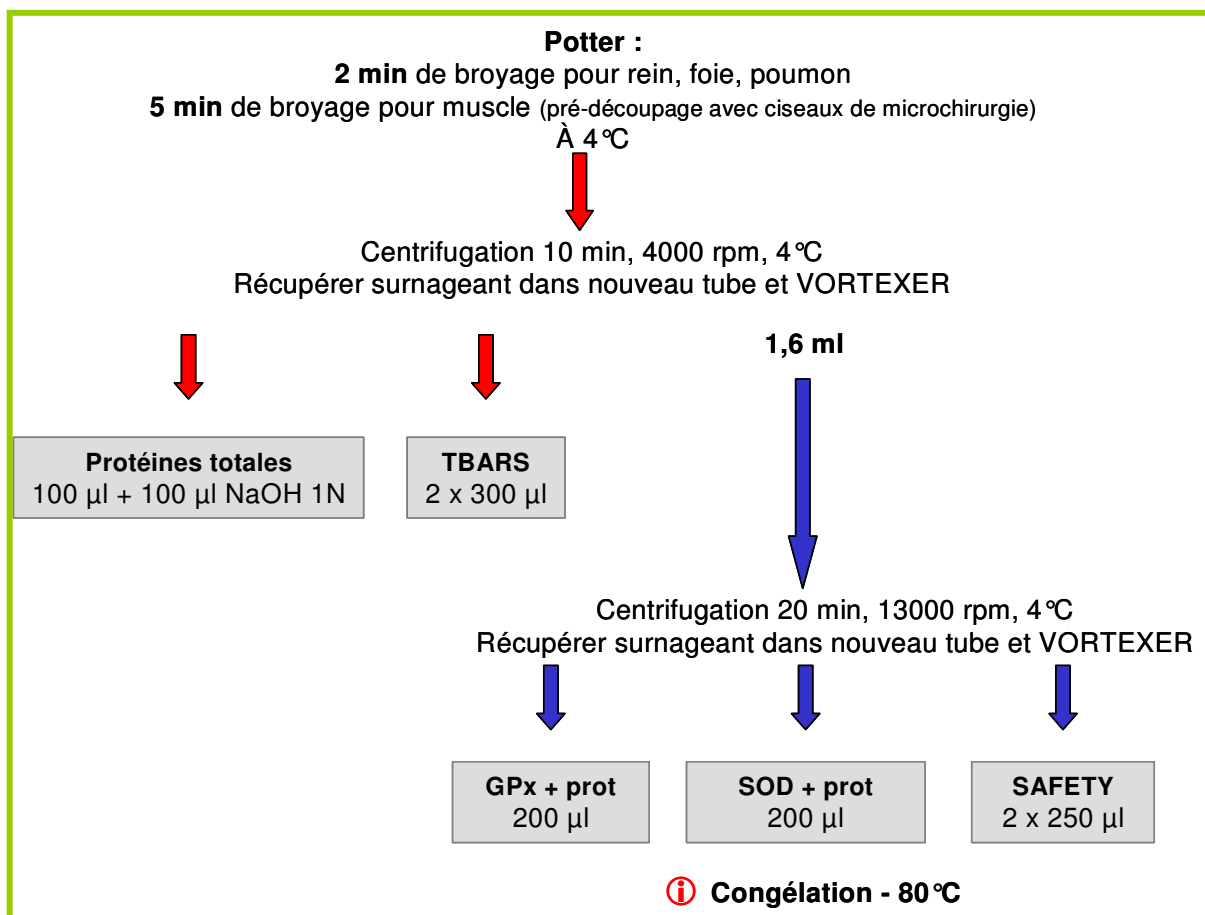 Potter :
2 min de broyage pour rein, foie, poumon
5 min de broyage pour muscle (pré-découpage avec ciseaux de microchirurgie)
À 4°C
Centrifugation 10 min, 4000 rpm, 4°C
Récupérer surnageant dans nouveau tube et VORTEXER
1,6 ml
Protéines totales
100 µl + 100 µl NaOH 1N
TBARS
2 x 300 µl
Centrifugation 20 min, 13000 rpm, 4°C
Récupérer surnageant dans nouveau tube et VORTEXER
GPx + prot
200 µl
SOD + prot
200 µl
SAFETY
2 x 250 µl
i Congélation - 80°C